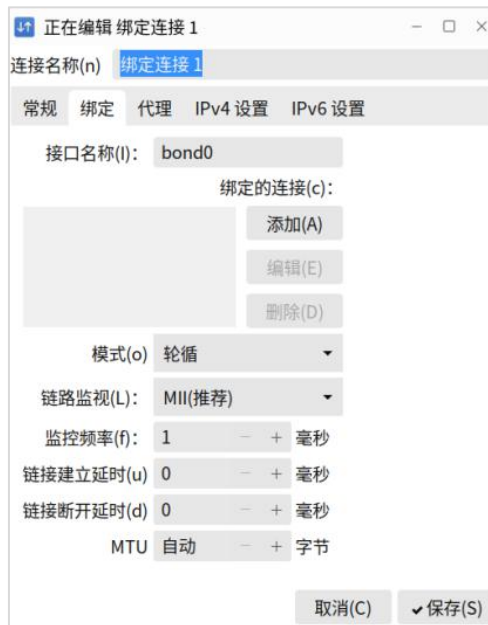 正在编辑 绑定连接 1
连接名称(n) 绑定连接 1
常规 绑定 代理 IPv4 设置 IPv6 设置
接口名称(I): bond0
绑定的连接(c):
添加(A)
编辑(E)
删除(D)
模式(o) 轮循
链路监视(L): MII(推荐)
监控频率(f): 1 − + 毫秒
链接建立延时(u) 0 − + 毫秒
链接断开延时(d) 0 − + 毫秒
MTU 自动 − + 字节
取消(C) ✔保存(S)